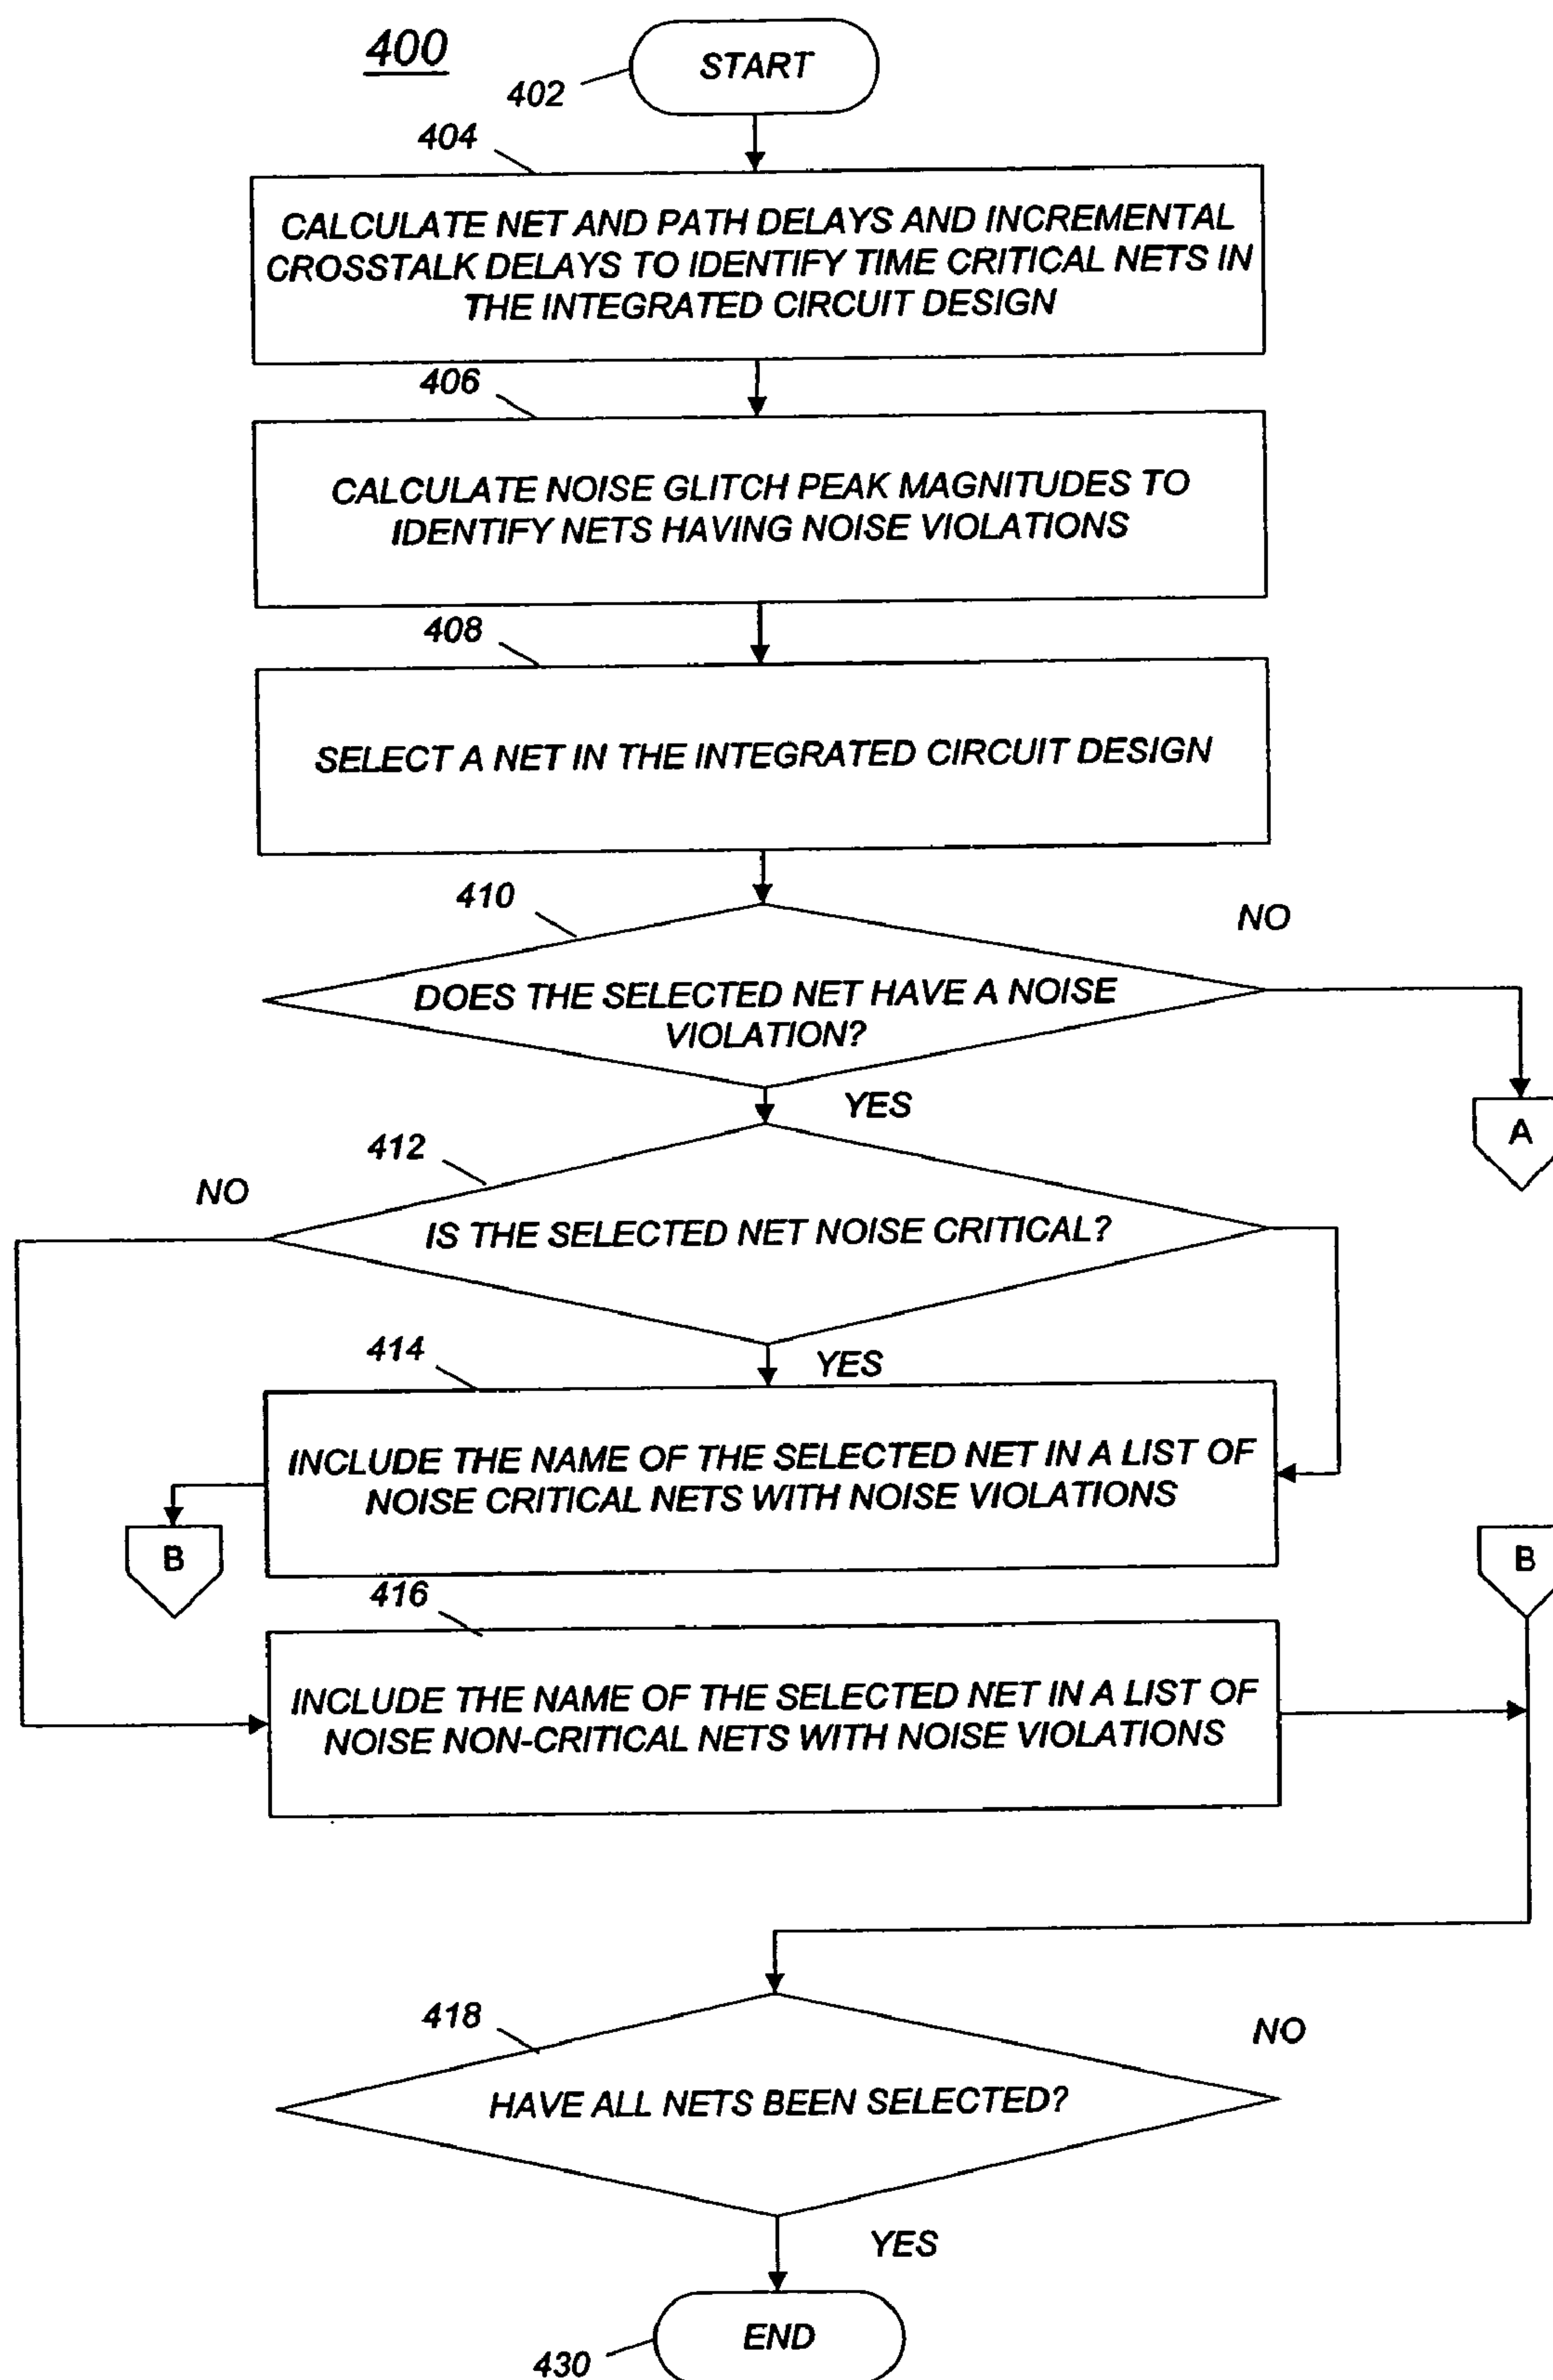 400
START
402
404
CALCULATE NET AND PATH DELAYS AND INCREMENTAL
CROSSTALK DELAYS TO IDENTIFY TIME CRITICAL NETS IN
THE INTEGRATED CIRCUIT DESIGN
406
CALCULATE NOISE GLITCH PEAK MAGNITUDES TO
IDENTIFY NETS HAVING NOISE VIOLATIONS
408
SELECT A NET IN THE INTEGRATED CIRCUIT DESIGN
410
NO
DOES THE SELECTED NET HAVE A NOISE
VIOLATION?
YES
A
412
NO
IS THE SELECTED NET NOISE CRITICAL?
414
YES
INCLUDE THE NAME OF THE SELECTED NET IN A LIST OF
NOISE CRITICAL NETS WITH NOISE VIOLATIONS
B
B
416
INCLUDE THE NAME OF THE SELECTED NET IN A LIST OF
NOISE NON-CRITICAL NETS WITH NOISE VIOLATIONS
418
NO
HAVE ALL NETS BEEN SELECTED?
YES
END
430